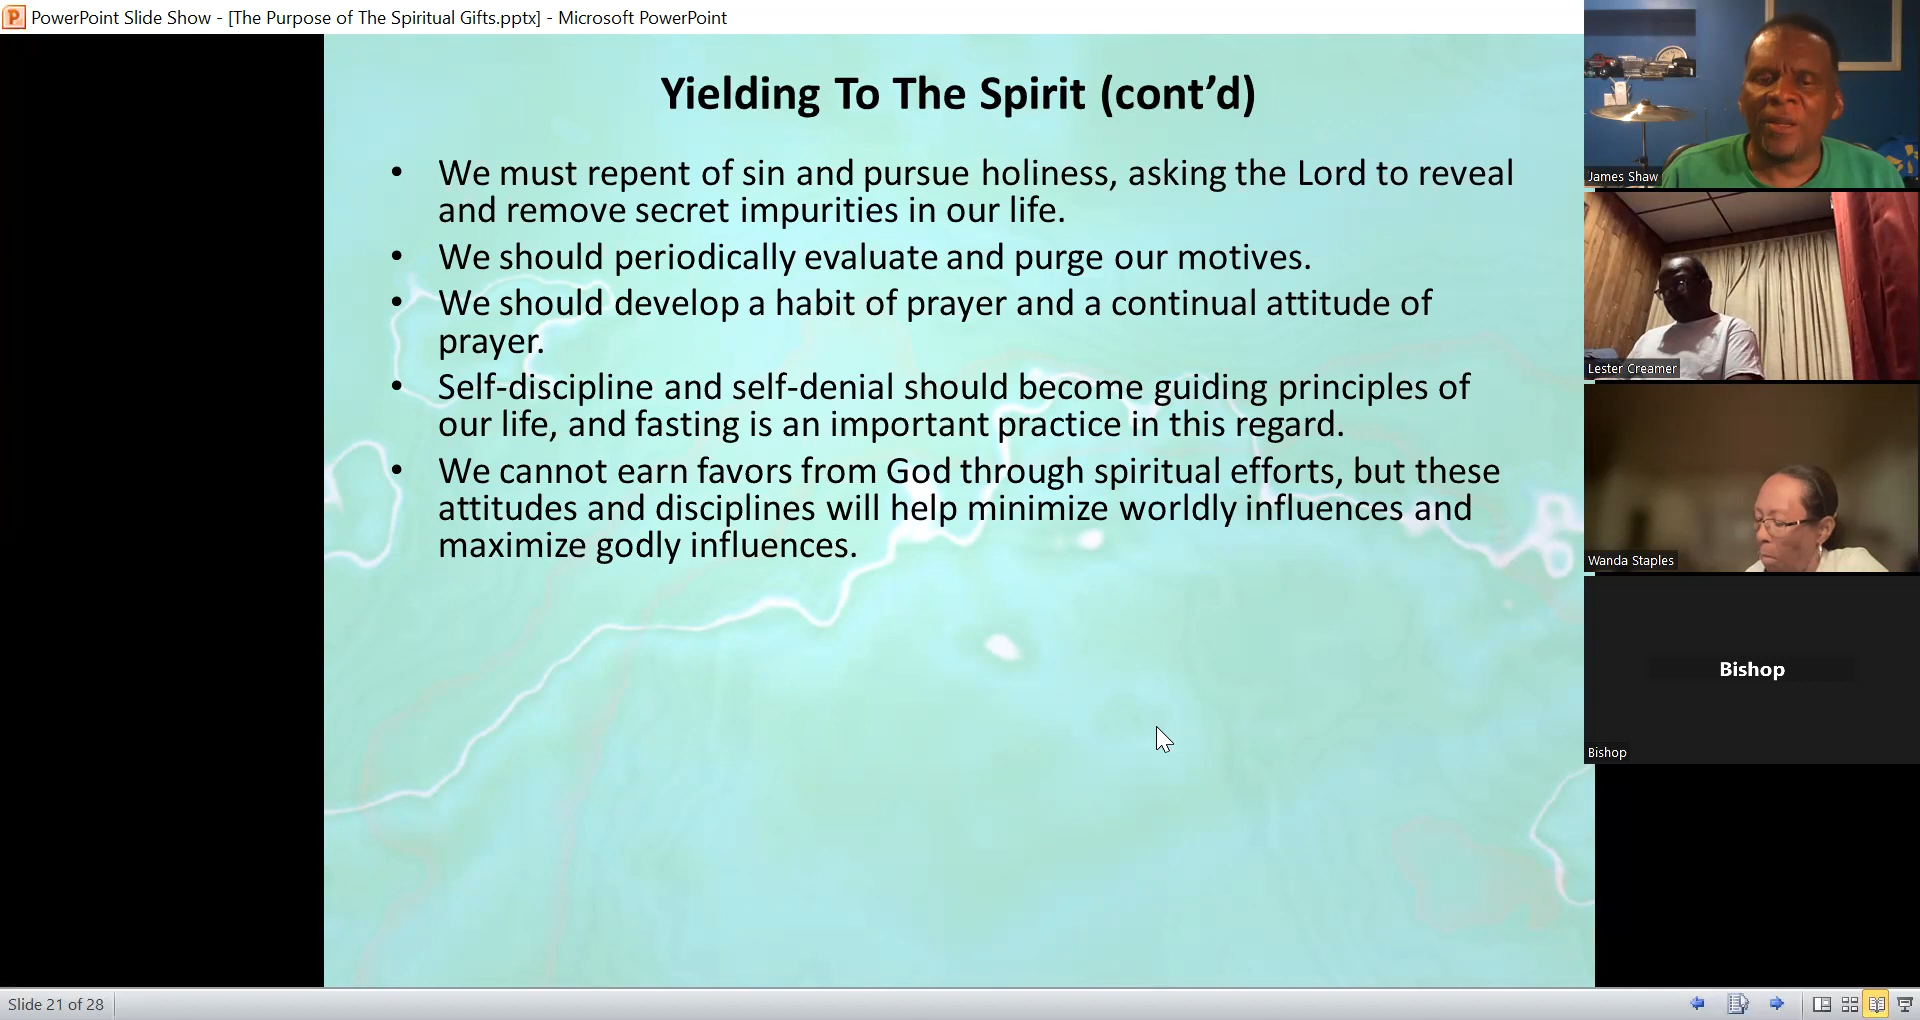 PowerPoint Slide Show - [The Purpose of The Spiritual Gifts.pptx] - Microsoft PowerPoint
Yielding To The Spirit (cont’d)
• We must repent of sin and pursue holiness, asking the Lord to reveal
and remove secret impurities in our life.
• We should periodically evaluate and purge our motives.
• We should develop a habit of prayer and a continual attitude of
prayer.
• Self-discipline and self-denial should become guiding principles of
our life, and fasting is an important practice in this regard.
• We cannot earn favors from God through spiritual efforts, but these
attitudes and disciplines will help minimize worldly influences and
maximize godly influences.
James Shaw
Lester Creamer
Wanda Staples
Bishop
Bishop
Slide 21 of 28